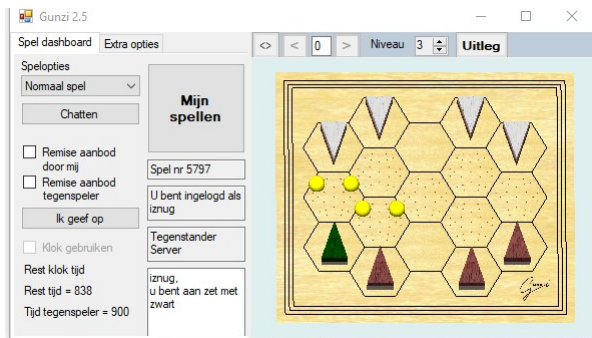 Gunzi 2.5
Spel dashboard Extra opties
<> < 0 > Niveau 3 Uitleg
Spelopties
Normaal spel
Chatten
Mijn
spellen
Remise aanbod
door mij
Remise aanbod
tegenspeler
Ik geef op
Klok gebruiken
Rest klok tijd
Rest tijd = 838
Tijd tegenspeler = 900
Spel nr 5797
U bent ingelogd als
iznug
Tegenstander
Server
iznug,
u bent aan zet met
zwart
Gunzi